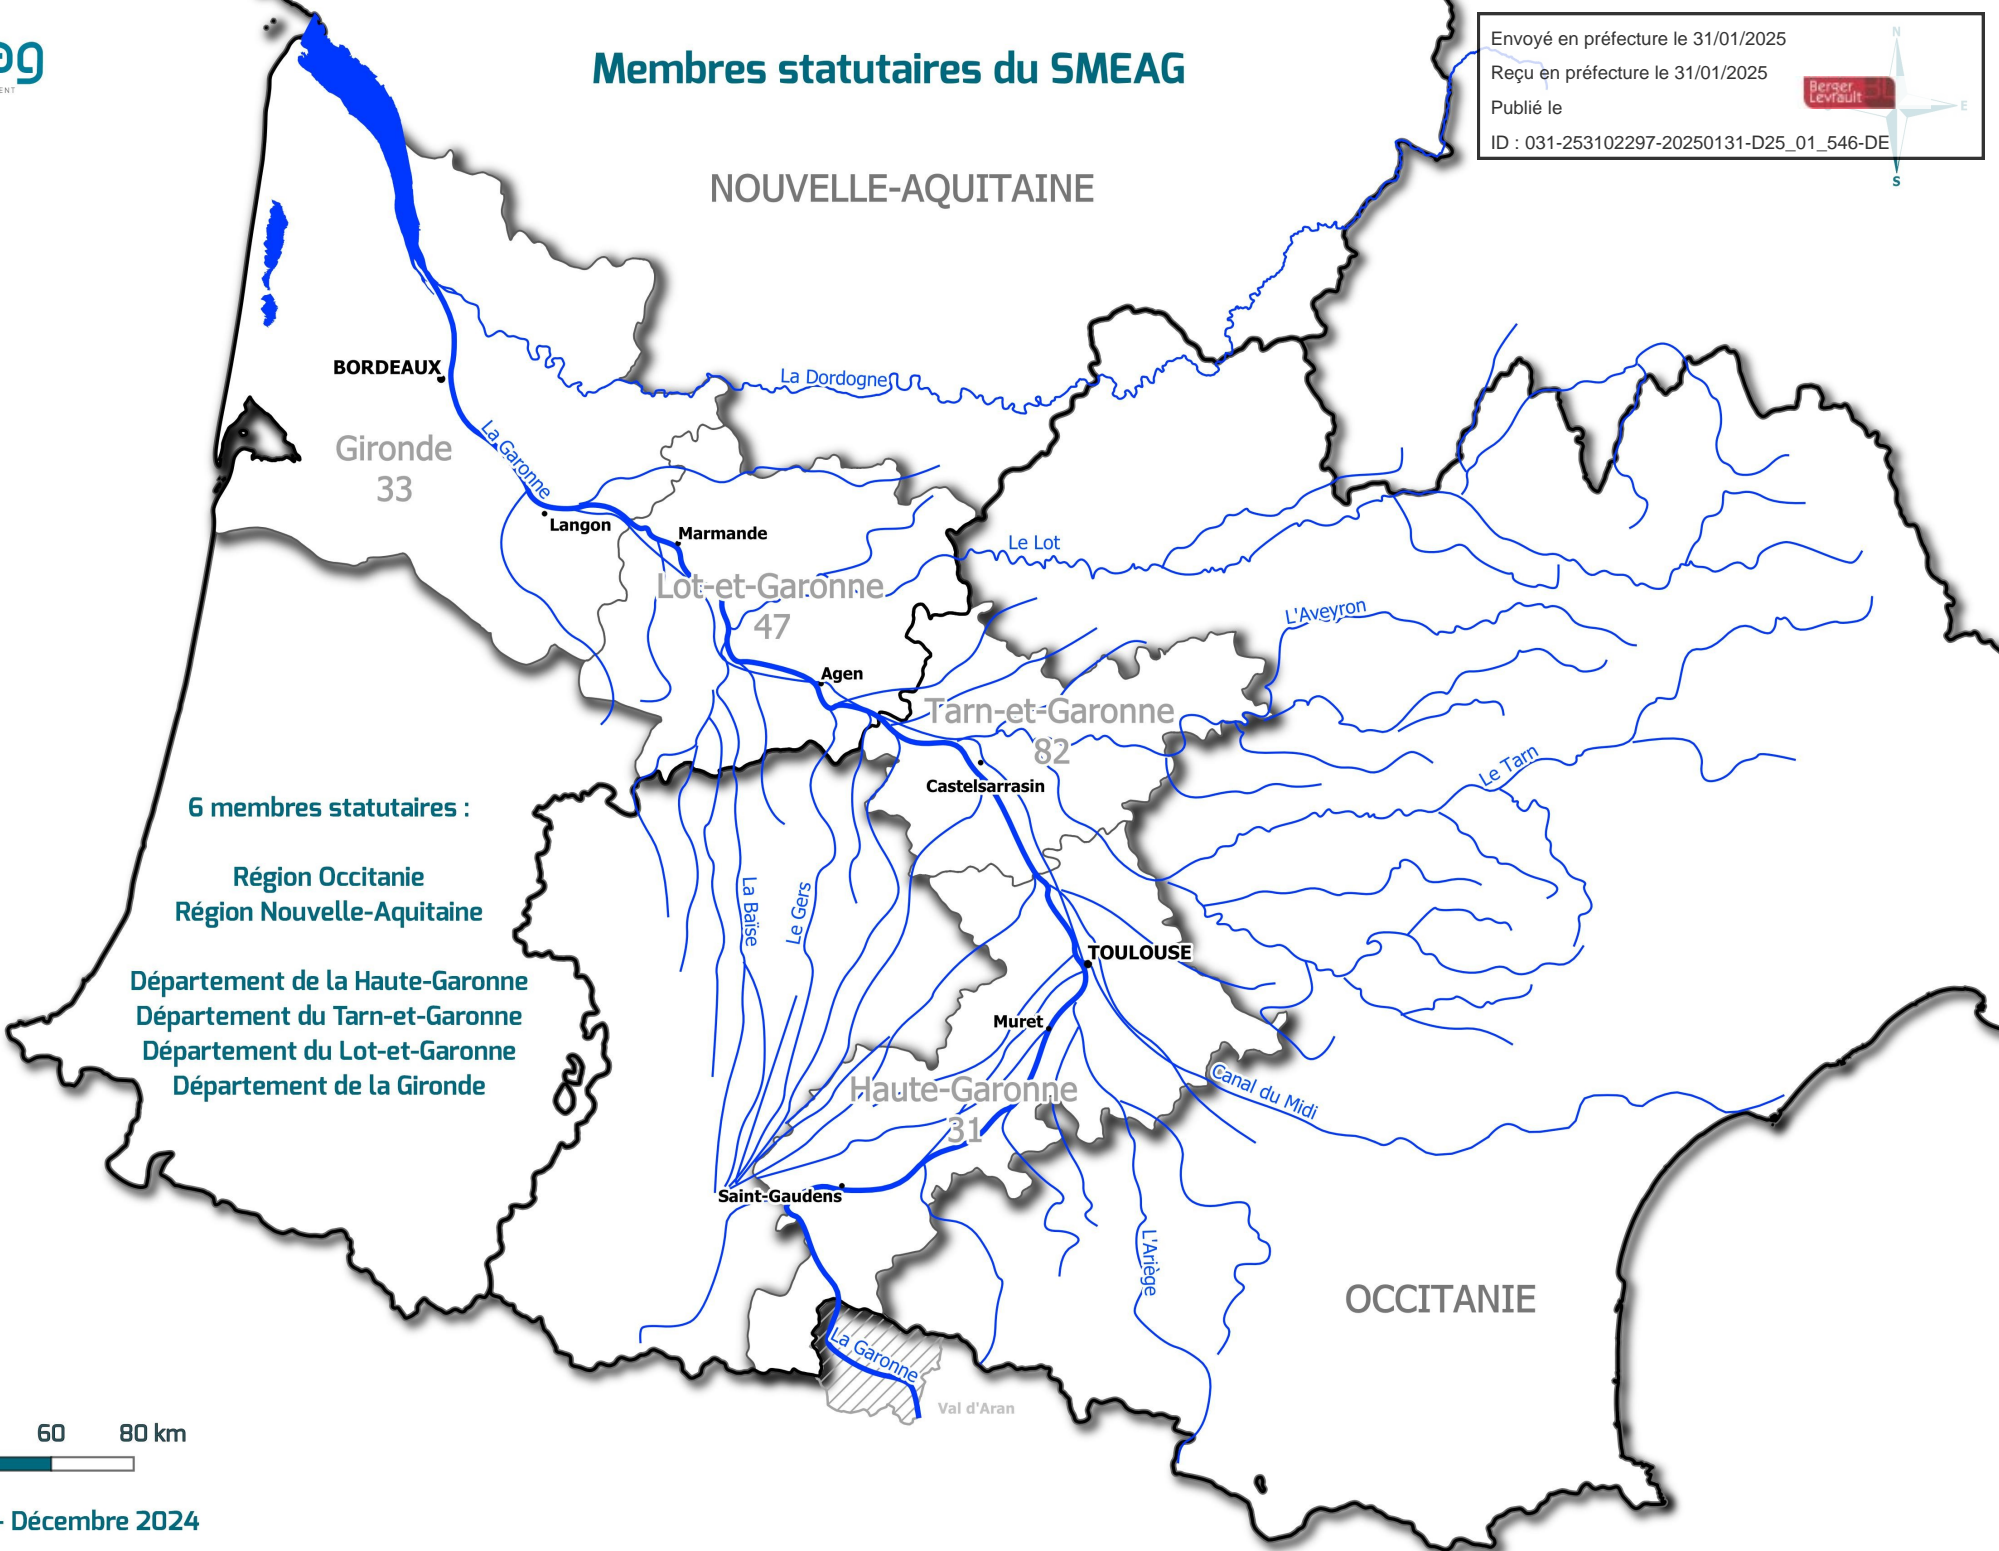 Membres statutaires du SMEAG
Envoyé en préfecture le 31/01/2025
Reçu en préfecture le 31/01/2025
Publié le
ID : 031-253102297-20250131-D25_01_546-DE
Berger
Levrault
N
E
S
NOUVELLE-AQUITAINE
BORDEAUX
La Dordogne
Gironde
33
La Garonne
Langon
Marmande
Le Lot
Lot-et-Garonne
47
L'Aveyron
Agen
Tarn-et-Garonne
82
Castelsarrasin
Le Tarn
6 membres statutaires :
Région Occitanie
Région Nouvelle-Aquitaine
Département de la Haute-Garonne
Département du Tarn-et-Garonne
Département du Lot-et-Garonne
Département de la Gironde
La Baïse
Le Gers
TOULOUSE
Muret
Haute-Garonne
31
Canal du Midi
Saint-Gaudens
L'Ariège
OCCITANIE
La Garonne
Val d'Aran
60 80 km
- Décembre 2024